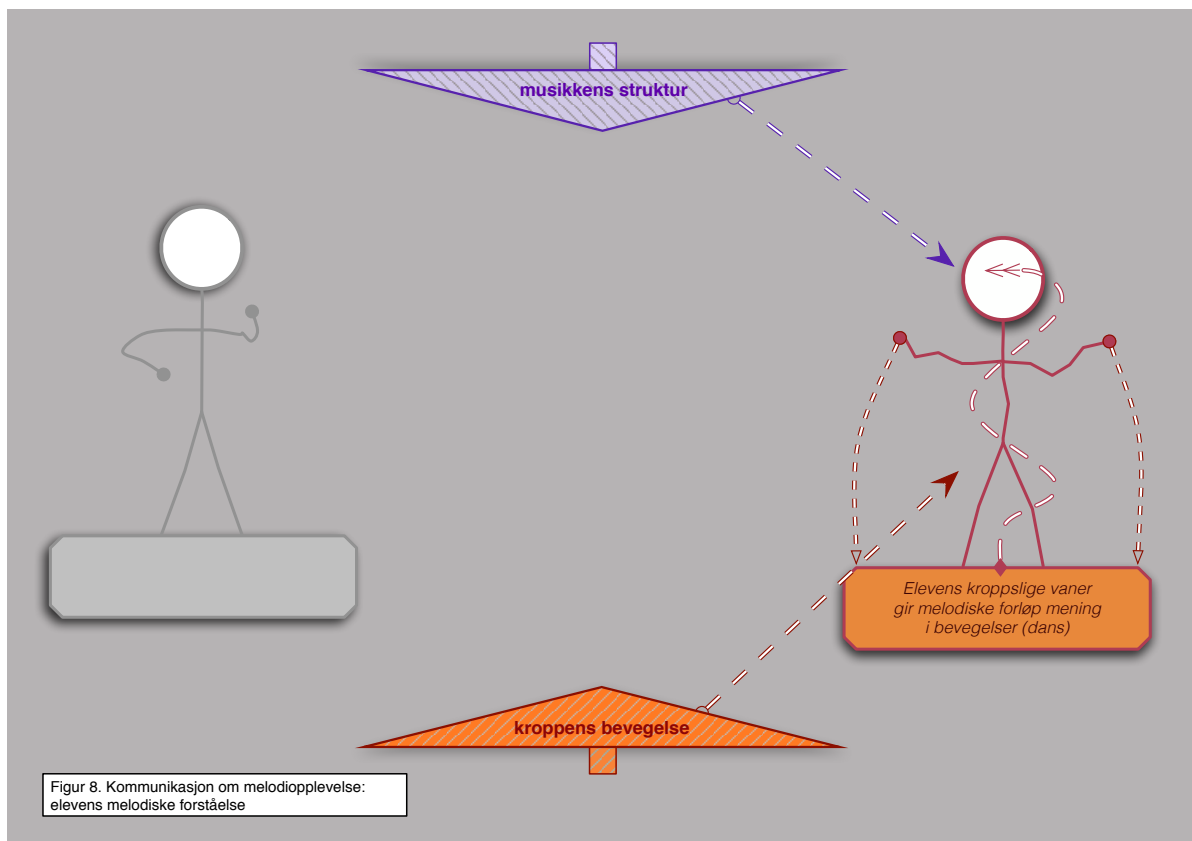 musikkens struktur
Elevens kroppslige vaner
gir melodiske forløp mening
i bevegelser (dans)
kroppens bevegelse
Figur 8. Kommunikasjon om melodiopplevelse:
elevens melodiske forståelse